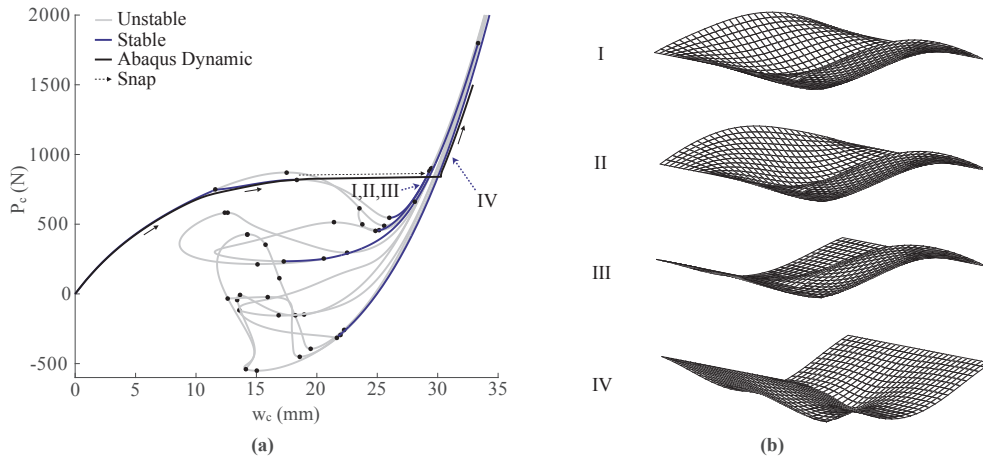 Unstable
Stable
Abaqus Dynamic
Snap
2000
1500
1000
500
0
-500
P_c (N)
I,II,III
IV
0 5 10 15 20 25 30 35
w_c (mm)
(a)
I
II
III
IV
(b)